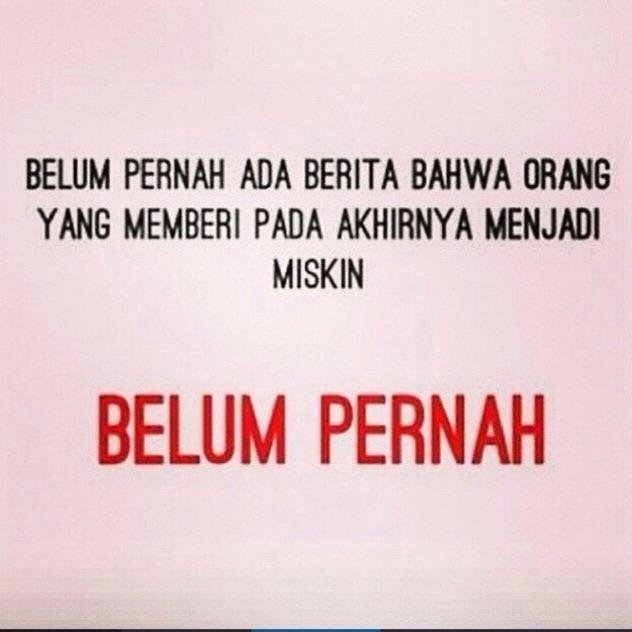 BELUM PERNAH ADA BERITA BAHWA ORANG
YANG MEMBERI PADA AKHIRNYA MENJADI
MISKIN
BELUM PERNAH